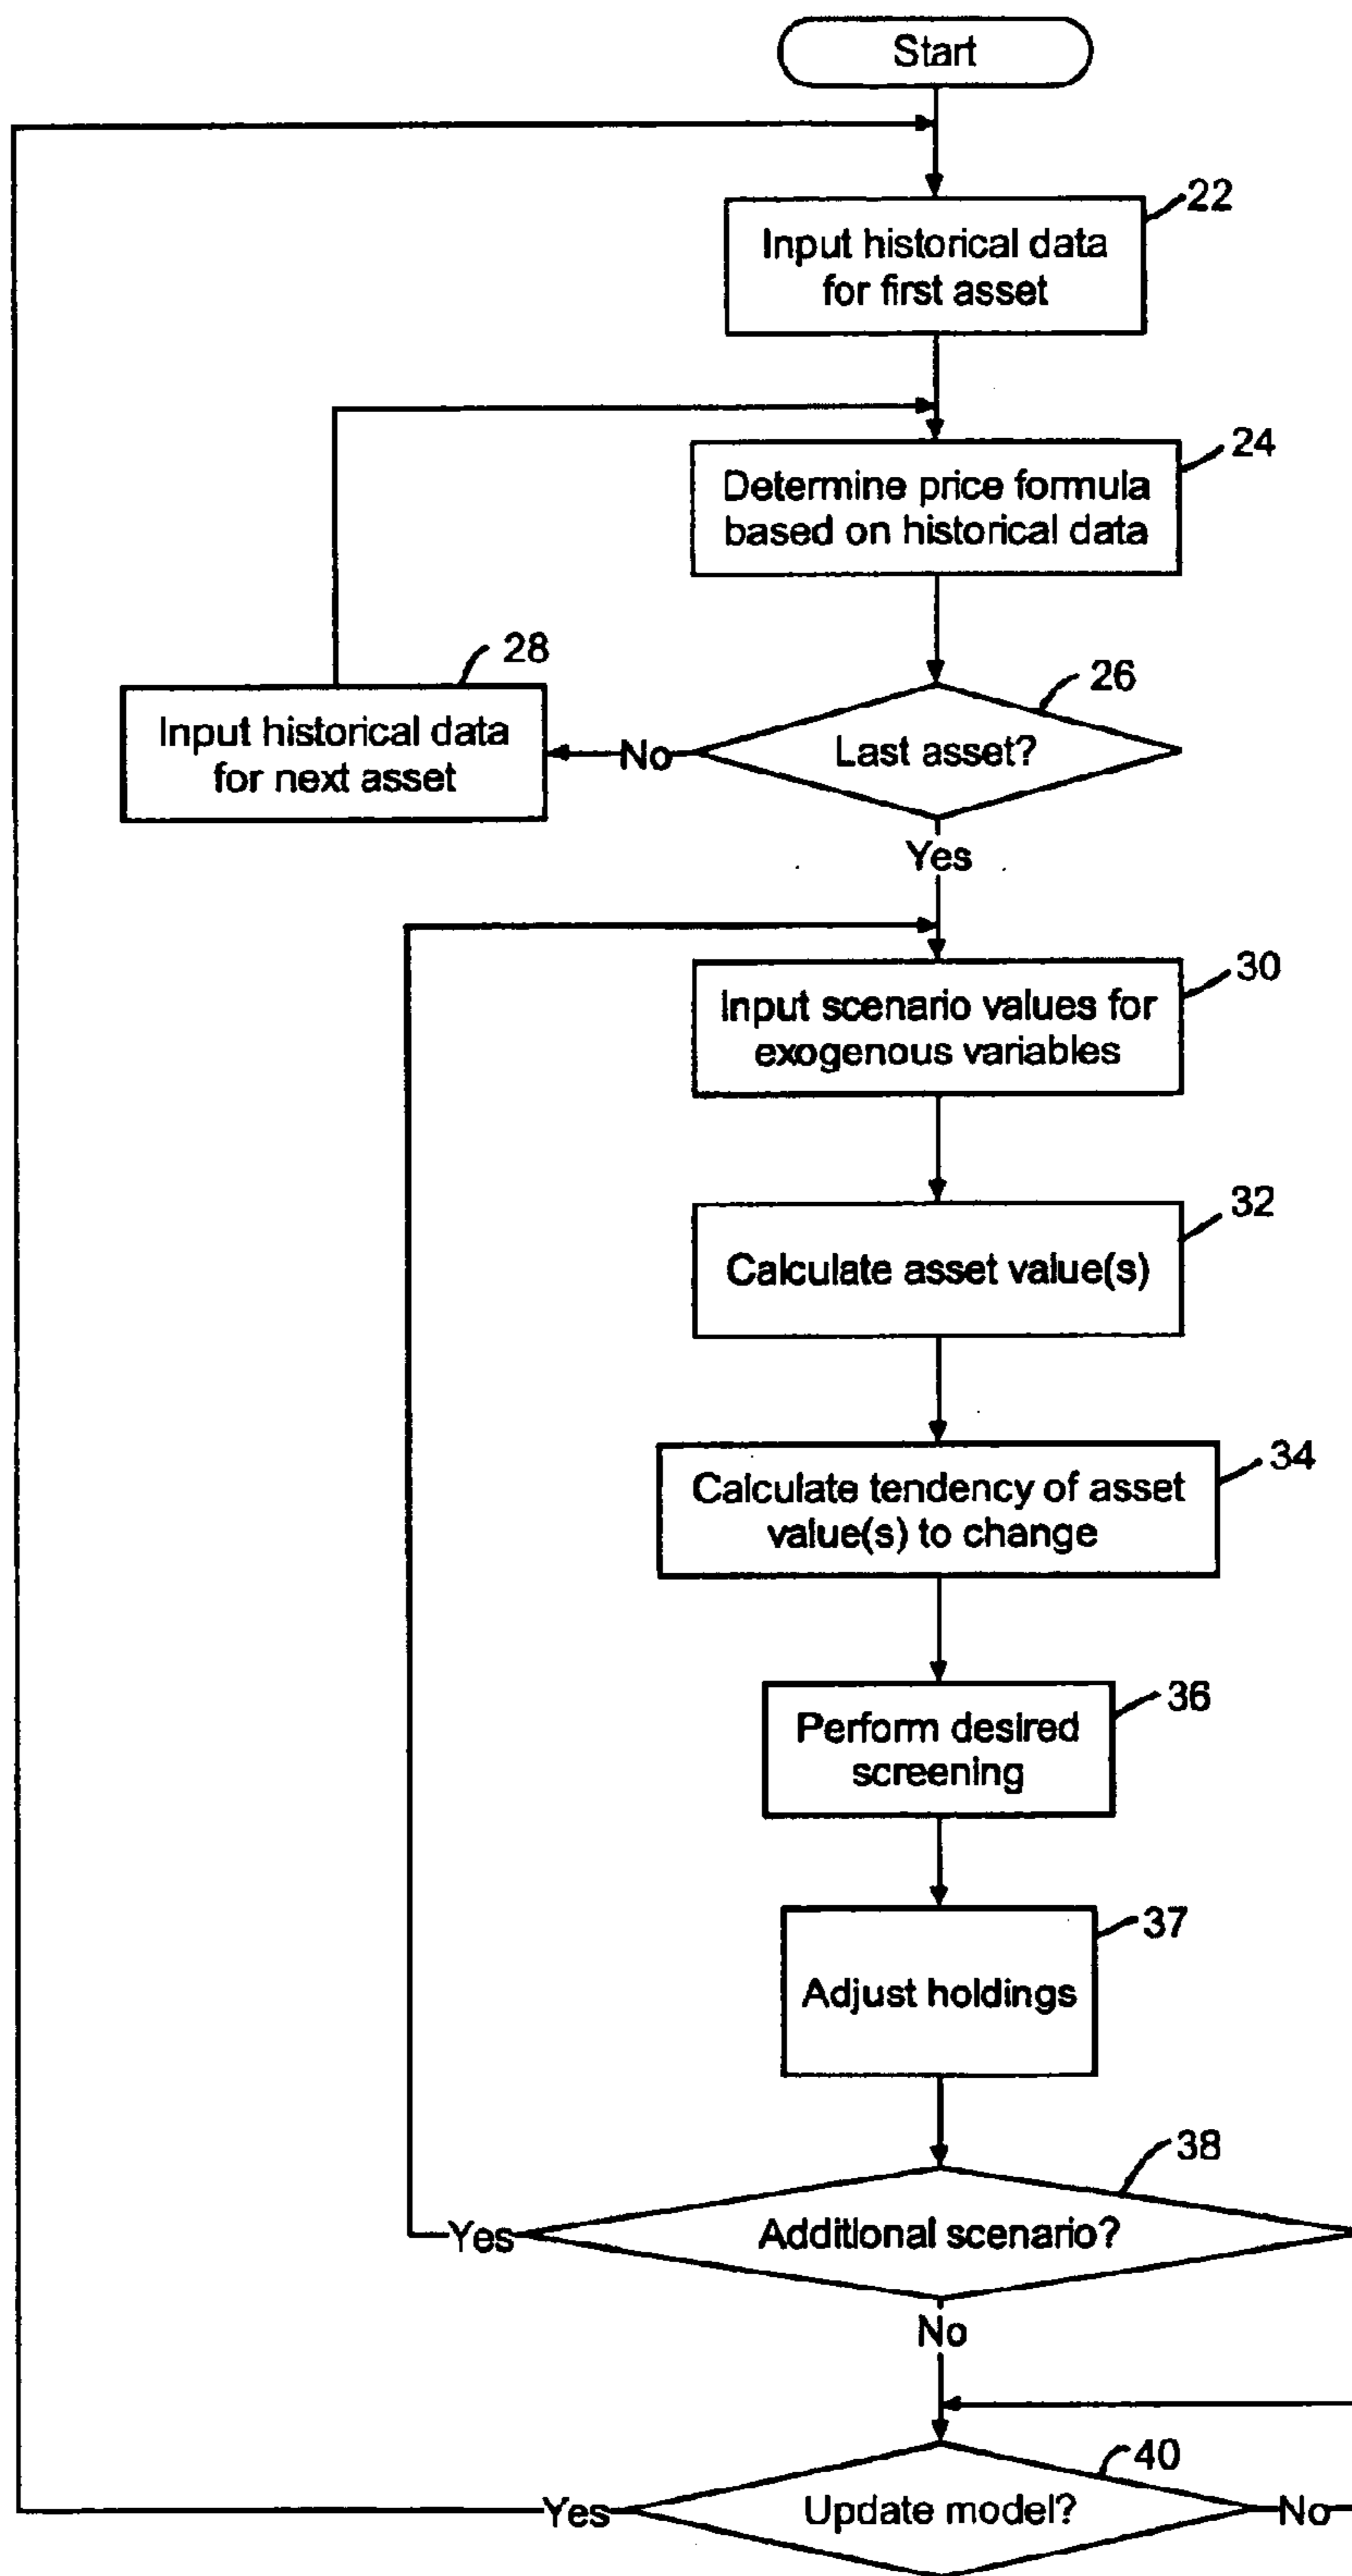 Start
22
Input historical data
for first asset
24
Determine price formula
based on historical data
28
26
Input historical data
for next asset
No
Last asset?
Yes
30
Input scenario values for
exogenous variables
32
Calculate asset value(s)
34
Calculate tendency of asset
value(s) to change
36
Perform desired
screening
37
Adjust holdings
38
Yes
Additional scenario?
No
40
Yes
Update model?
No